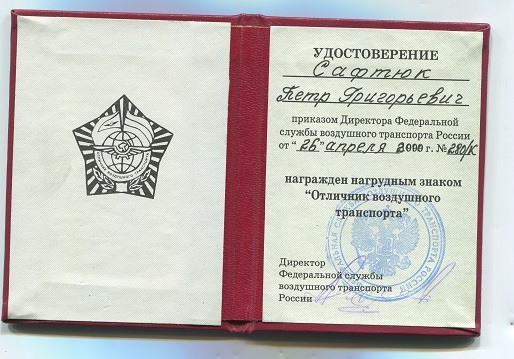 УДОСТОВЕРЕНИЕ
Сафтюк
Петр Григорьевич
приказом Директора Федеральной
службы воздушного транспорта России
от "26" апреля 2000 г. № 280/К
награжден нагрудным знаком
"Отличник воздушного
транспорта"
Директор
Федеральной службы
воздушного транспорта
России